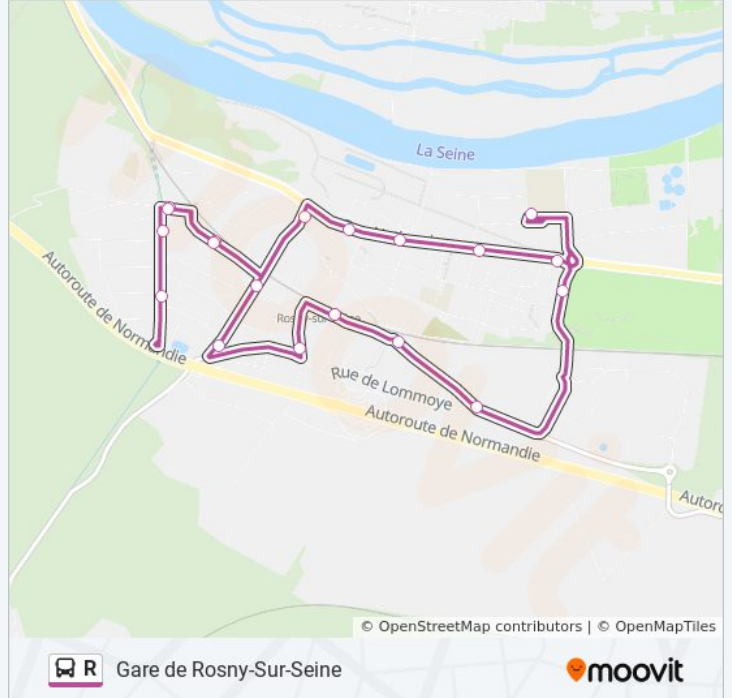 La Seine
Autoroute de Normandie
Rue de Lommoye
Autoroute de Normandie
© OpenStreetMap contributors | © OpenMapTiles
R Gare de Rosny-Sur-Seine
moovit